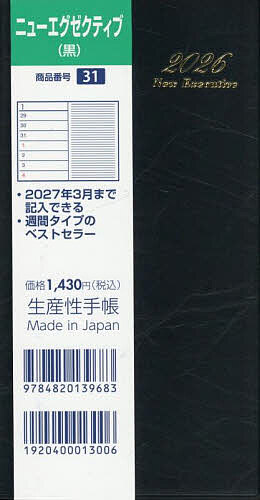 ニューエグゼクティブ
(黒)
商品番号 31
1
29
30
31
1
2
3
4
・2027年3月まで
記入できる
・週間タイプの
ベストセラー
価格1,430円(税込)
生産性手帳
Made in Japan
9784820139683
1920400013006
2026
New Executive